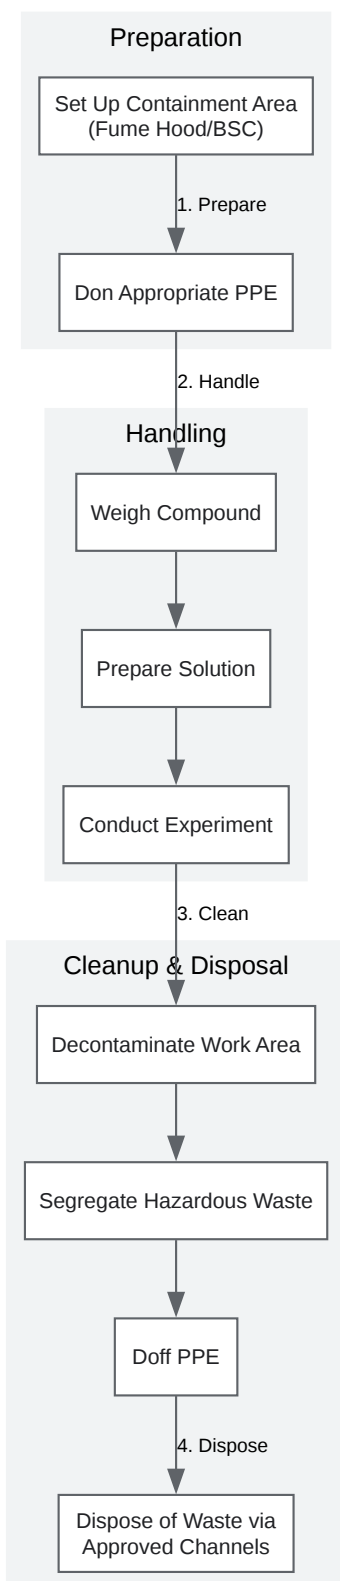 Preparation
Set Up Containment Area
(Fume Hood/BSC)
1. Prepare
Don Appropriate PPE
2. Handle
Handling
Weigh Compound
Prepare Solution
Conduct Experiment
3. Clean
Cleanup & Disposal
Decontaminate Work Area
Segregate Hazardous Waste
Doff PPE
4. Dispose
Dispose of Waste via
Approved Channels